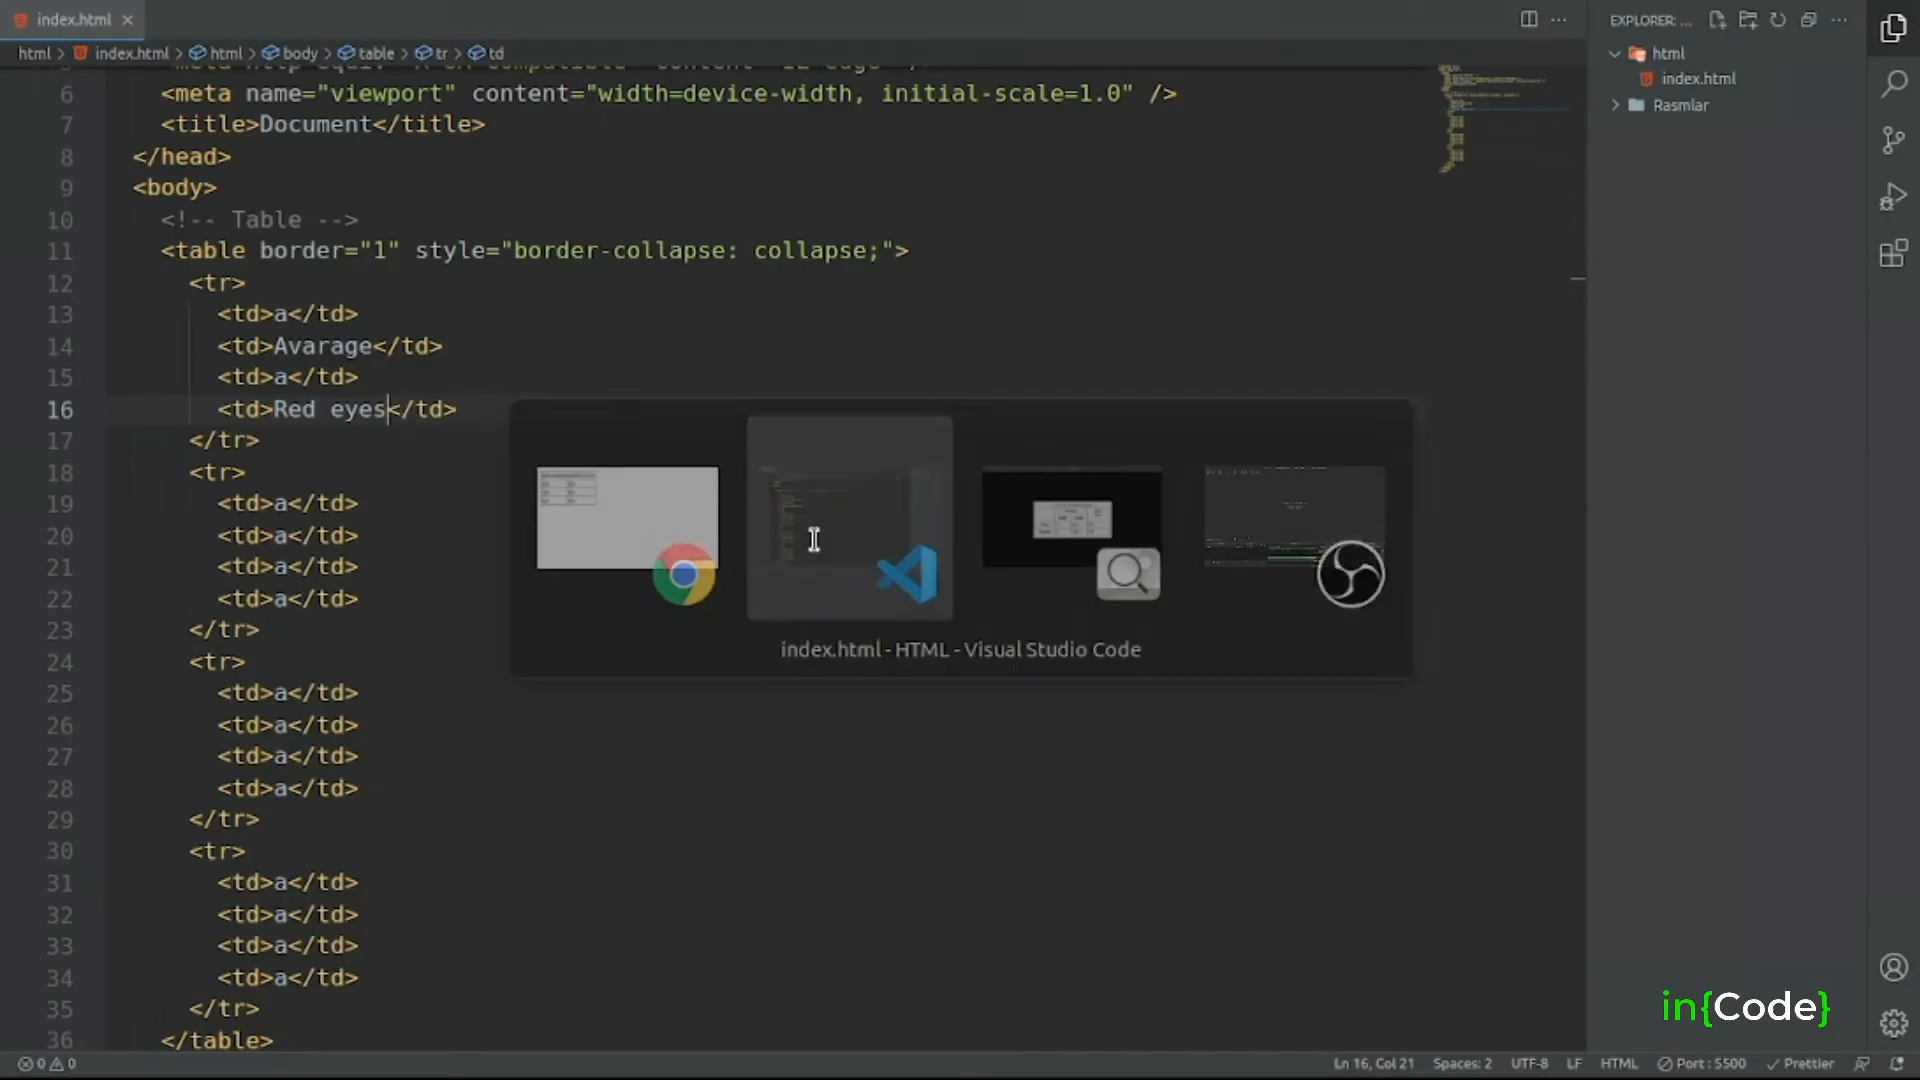 index.html
EXPLORER: ...
html > index.html > html > body > table > tr > td
html
index.html
Rasmlar
6 <meta name="viewport" content="width=device-width, initial-scale=1.0" />
7 <title>Document</title>
8 </head>
9 <body>
10 <!-- Table -->
11 <table border="1" style="border-collapse: collapse;">
12 <tr>
13 <td>a</td>
14 <td>Avarage</td>
15 <td>a</td>
16 <td>Red eyes</td>
17 </tr>
18 <tr>
19 <td>a</td>
20 <td>a</td>
21 <td>a</td>
22 <td>a</td>
23 </tr>
24 <tr>
25 <td>a</td>
26 <td>a</td>
27 <td>a</td>
28 <td>a</td>
29 </tr>
30 <tr>
31 <td>a</td>
32 <td>a</td>
33 <td>a</td>
34 <td>a</td>
35 </tr>
36 </table>
index.html - HTML - Visual Studio Code
in{Code}
0 0
Ln 16, Col 21 Spaces: 2 UTF-8 LF HTML Port : 5500 Prettier